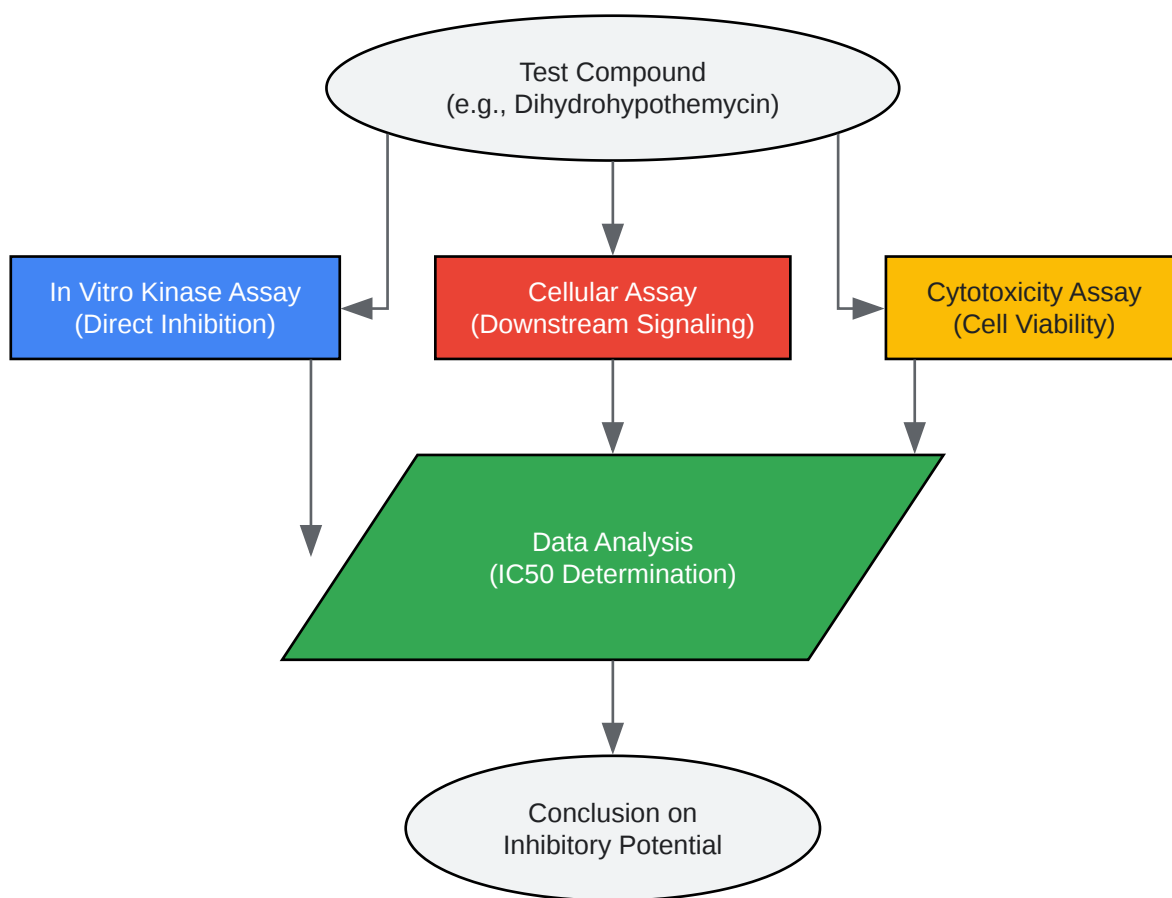 Test Compound
(e.g., Dihydrohypothemycin)
In Vitro Kinase Assay
(Direct Inhibition)
Cellular Assay
(Downstream Signaling)
Cytotoxicity Assay
(Cell Viability)
Data Analysis
(IC50 Determination)
Conclusion on
Inhibitory Potential